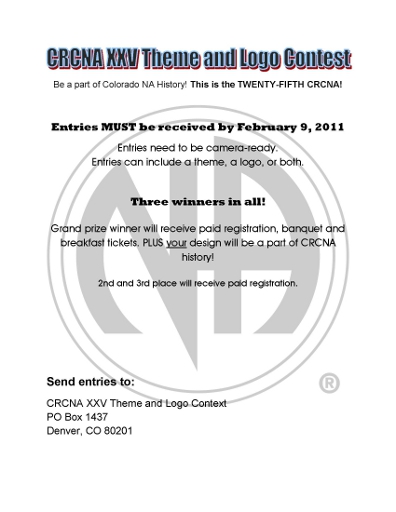 CRCNA XXV Theme and Logo Contest
Be a part of Colorado NA History! This is the TWENTY-FIFTH CRCNA!
Entries MUST be received by February 9, 2011
Entries need to be camera-ready.
Entries can include a theme, a logo, or both.
Three winners in all!
Grand prize winner will receive paid registration, banquet and
breakfast tickets. PLUS your design will be a part of CRCNA
history!
2nd and 3rd place will receive paid registration.
NA
Send entries to:
®
CRCNA XXV Theme and Logo Context
PO Box 1437
Denver, CO 80201